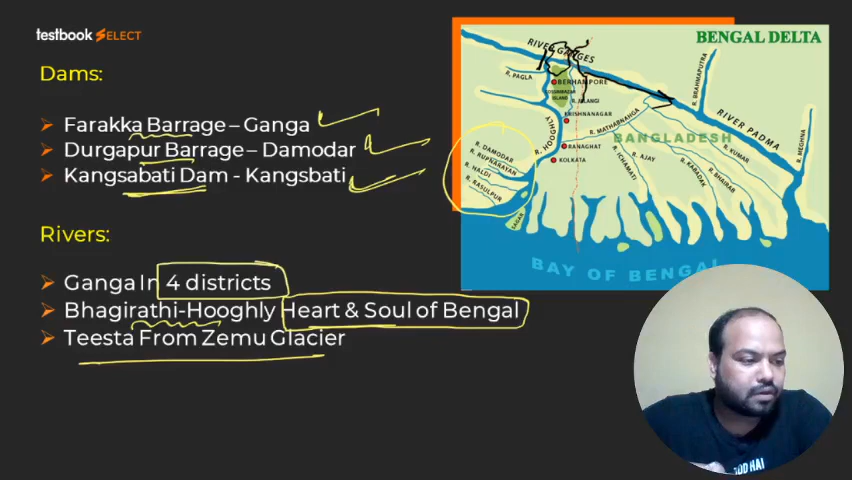 testbook SELECT
Dams:
Farakka Barrage – Ganga
Durgapur Barrage – Damodar
Kangsabati Dam - Kangsbati
Rivers:
Ganga In 4 districts
Bhagirathi-Hooghly Heart & Soul of Bengal
Teesta From Zemu Glacier
BENGAL DELTA
RIVER GANGES
R. PAGLA
BERHAMPORE
R. JALANGI
KRISHNANAGAR
R. MATHABHANGA
R. HOOGHLY
RANAGHAT
KOLKATA
R. BRAHMAPUTRA
RIVER PADMA
R. MEGHNA
BANGLADESH
R. DAMODAR
R. RUPNARAYAN
R. HALDI
R. RASULPUR
SAGAR
R. ICHAMATI
R. AJAY
R. KABADAK
R. BHAIRAB
R. KUMAR
BAY OF BENGAL